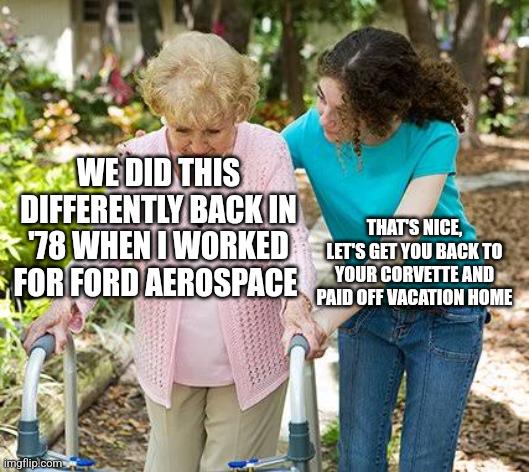 WE DID THIS
DIFFERENTLY BACK IN
'78 WHEN I WORKED
FOR FORD AEROSPACE
THAT'S NICE,
LET'S GET YOU BACK TO
YOUR CORVETTE AND
PAID OFF VACATION HOME
imgflip.com